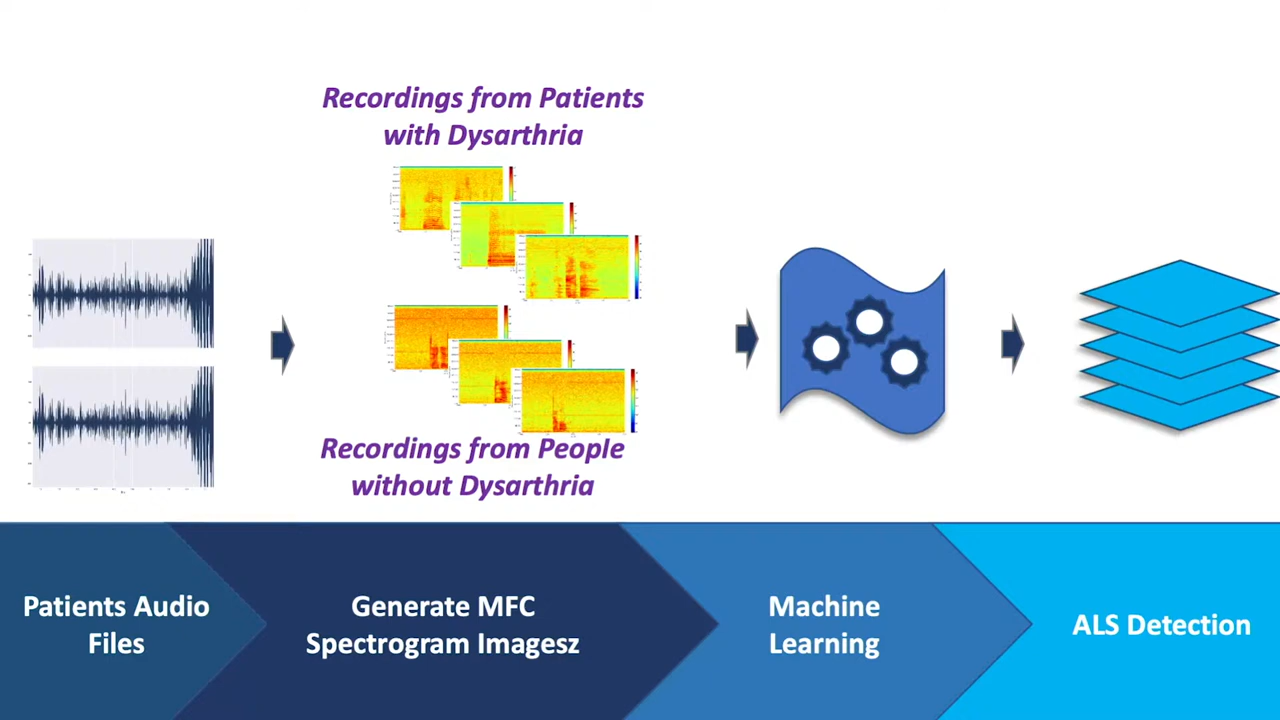 Recordings from Patients
with Dysarthria
Recordings from People
without Dysarthria
Patients Audio
Files
Generate MFC
Spectrogram Imagesz
Machine
Learning
ALS Detection